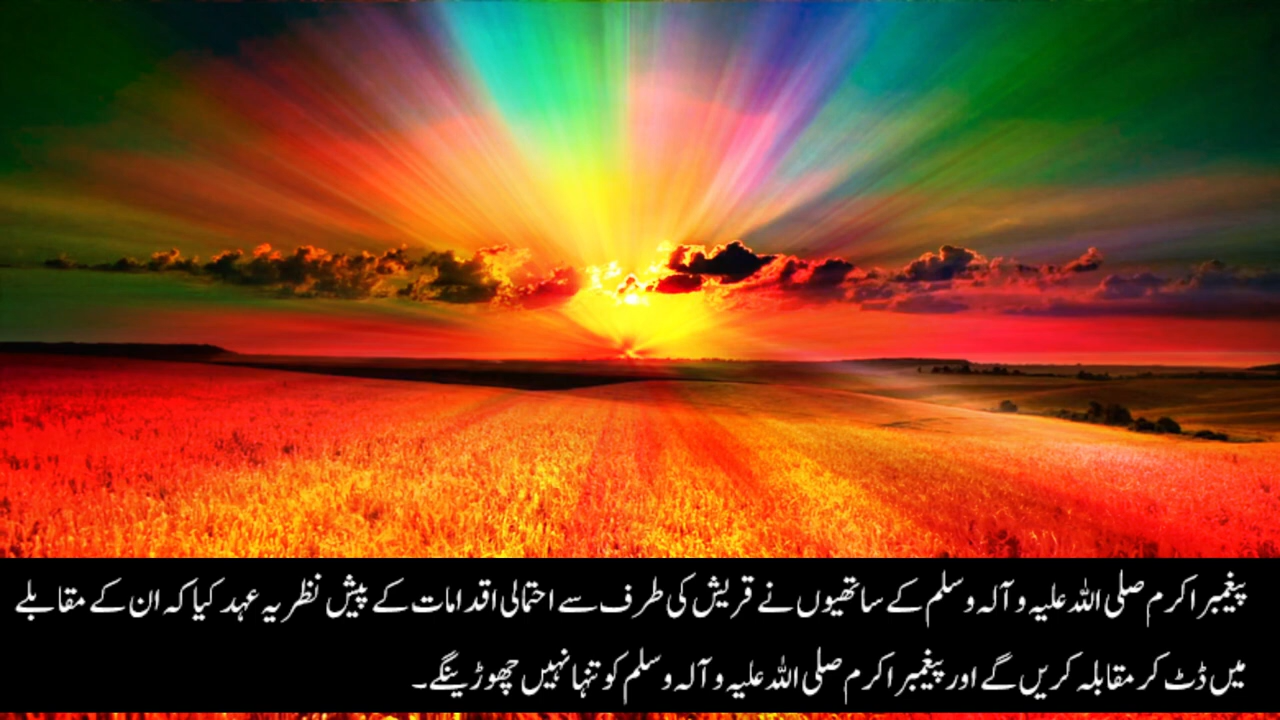 پیغمبر اکرم صلی اللہ علیہ و آلہ وسلم کے ساتھیوں نے قریش کی طرف سے احتمالی اقدامات کے پیش نظر یہ عہد کیا کہ ان کے مقابلے
میں ڈٹ کر مقابلہ کریں گے اور پیغمبر اکرم صلی اللہ علیہ و آلہ وسلم کو تنہا نہیں چھوڑینگے۔